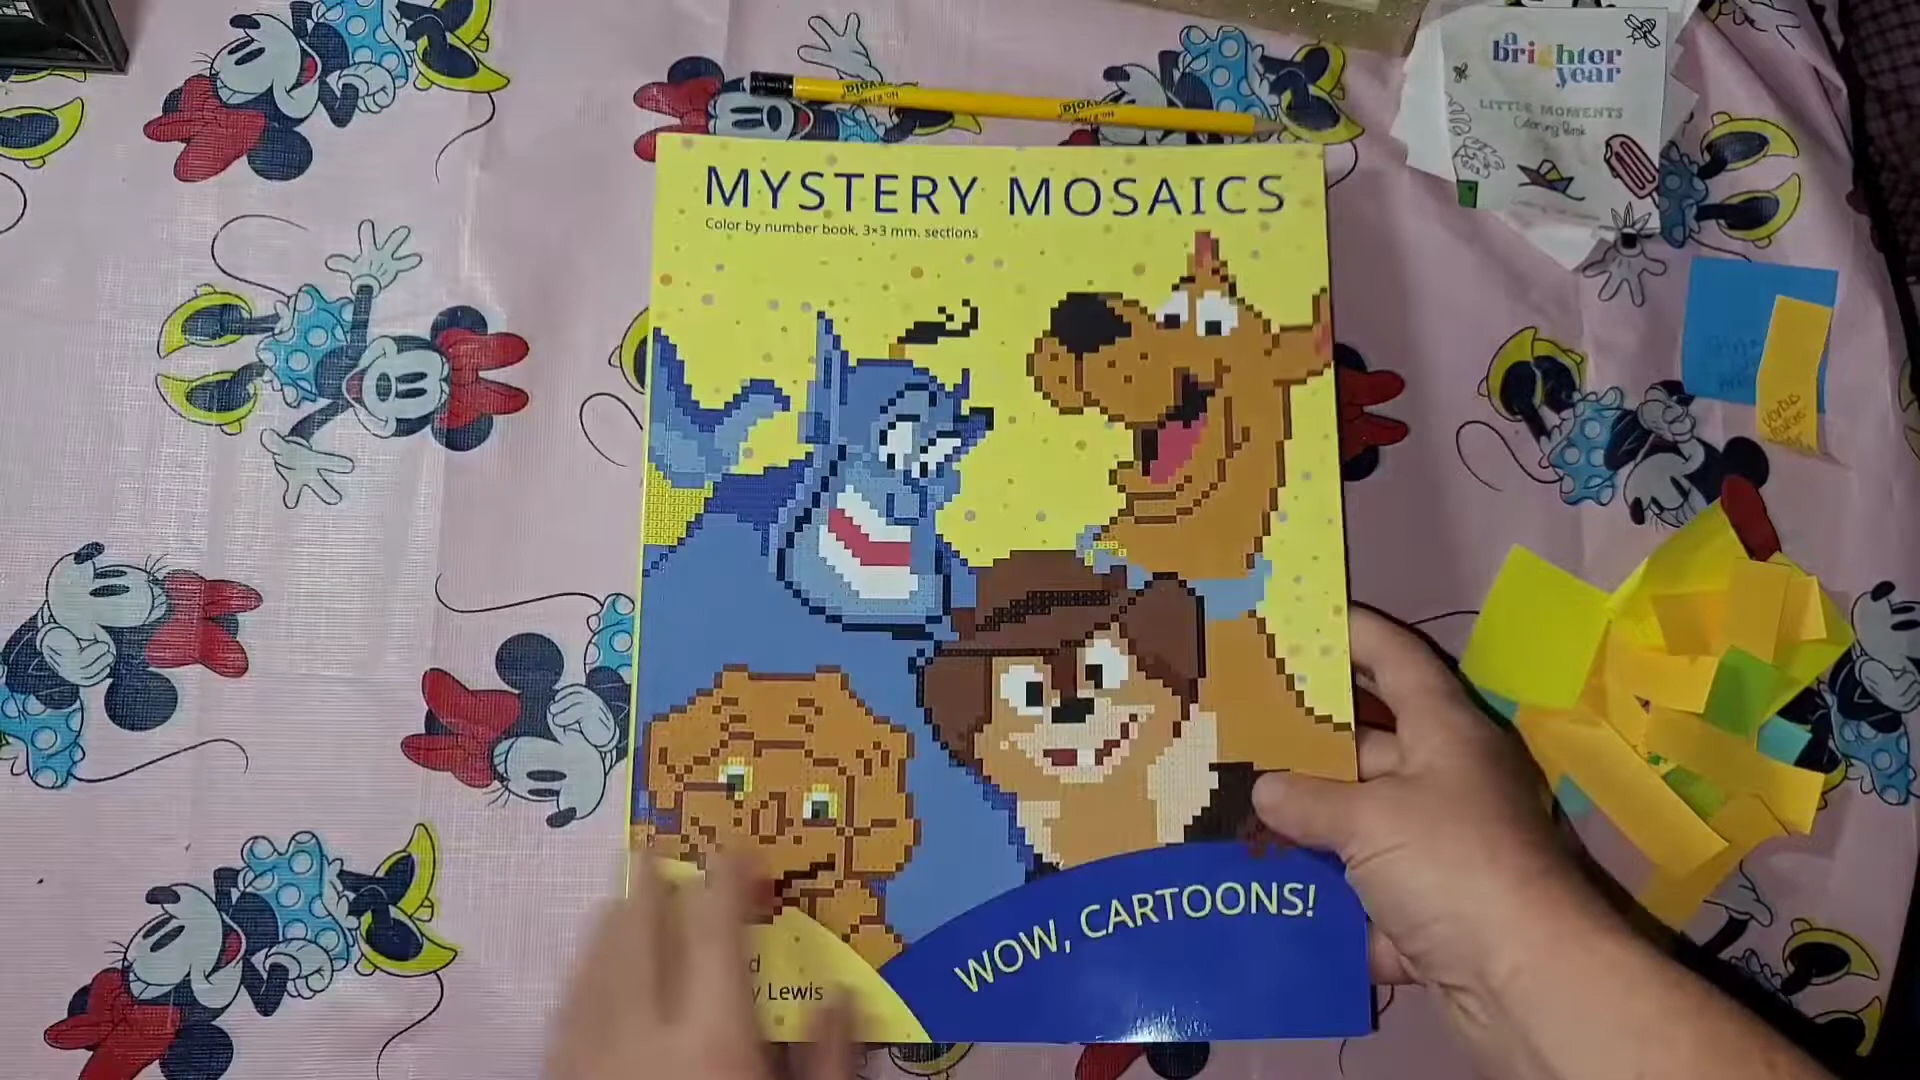 a
brighter
year
LITTLE MOMENTS
Coloring Book
MYSTERY MOSAICS
Color by number book, 3×3 mm. sections
WOW, CARTOONS!
Lewis